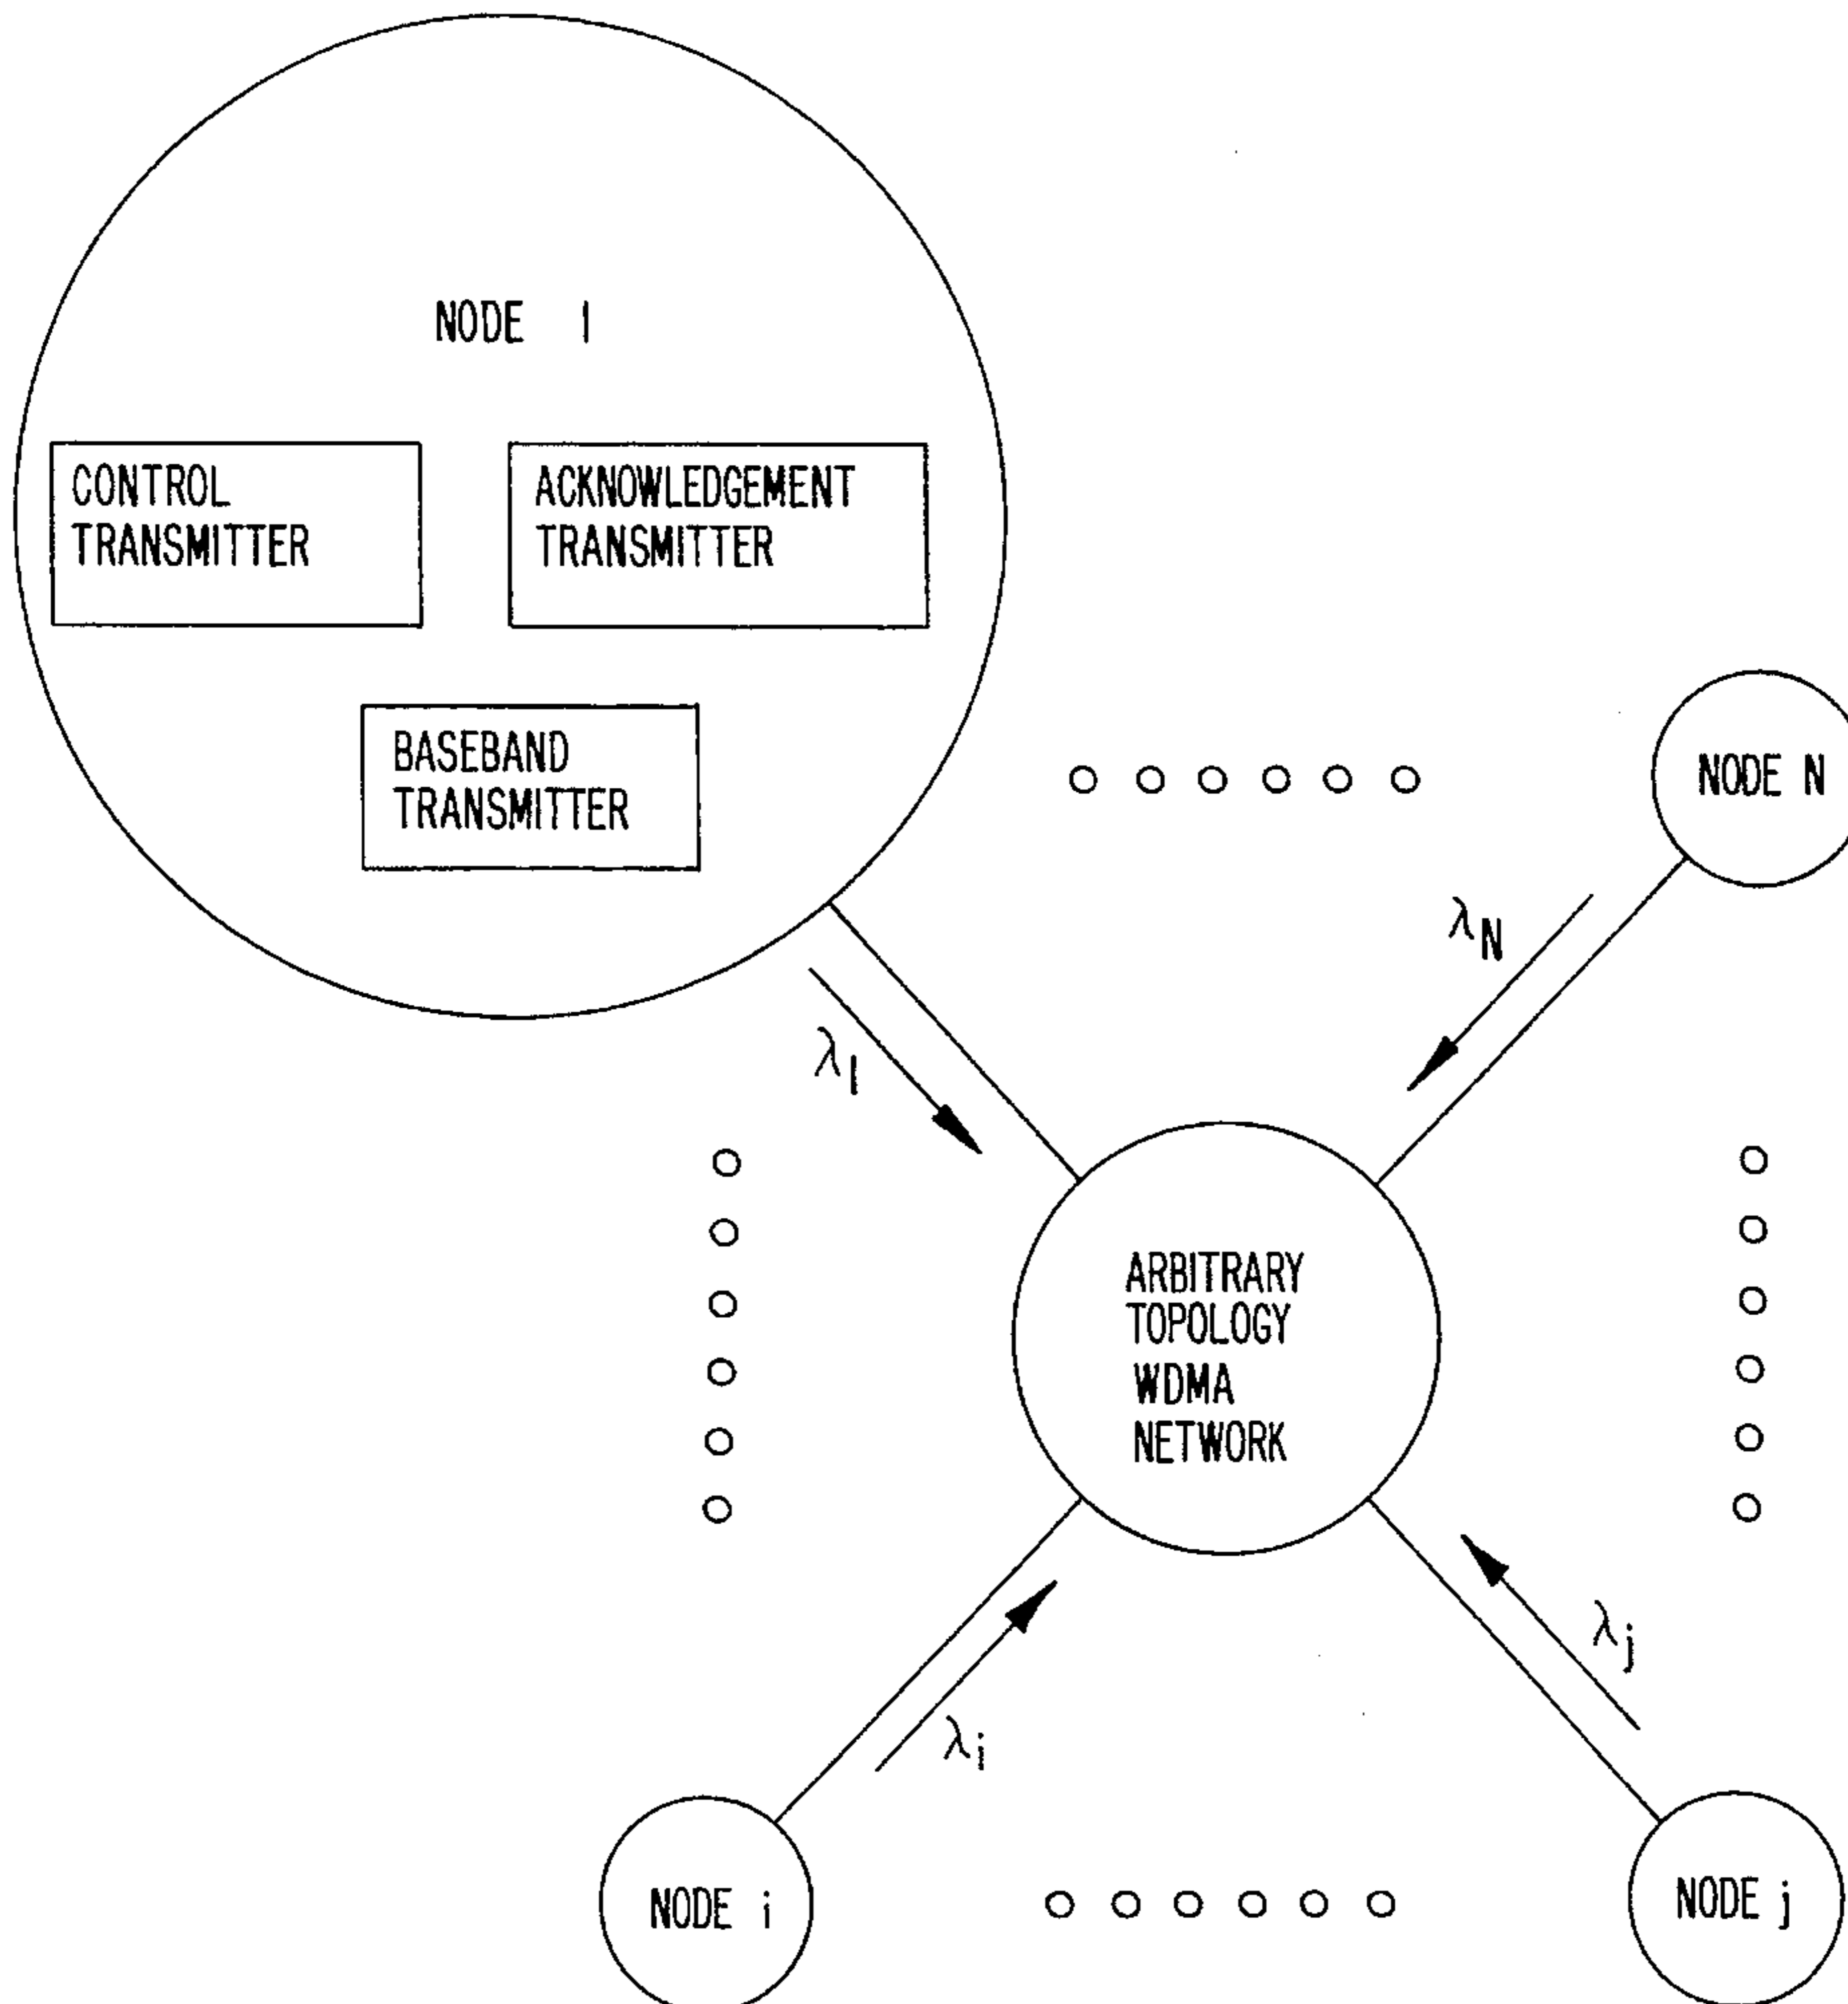 NODE 1
CONTROL
TRANSMITTER
ACKNOWLEDGEMENT
TRANSMITTER
BASEBAND
TRANSMITTER
NODE N
λN
λ1
ARBITRARY
TOPOLOGY
WDMA
NETWORK
λj
λi
NODE i
NODE j